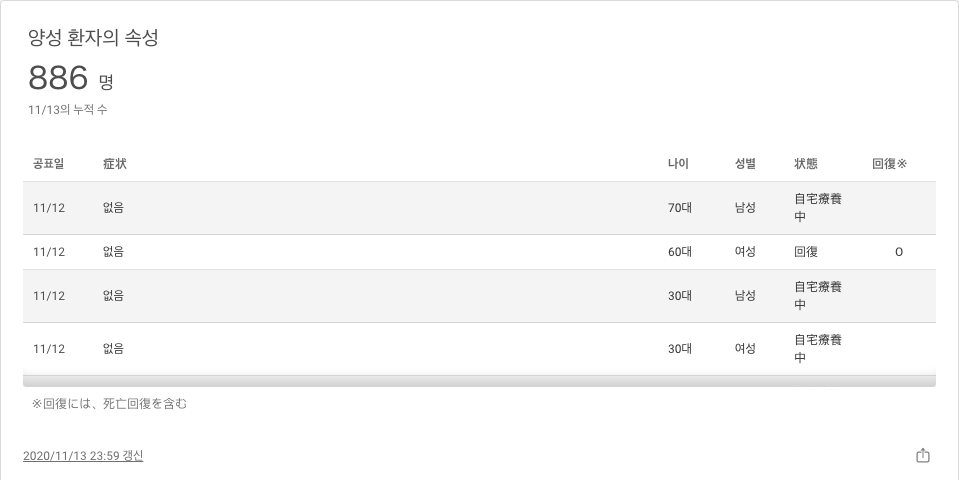 양성 환자의 속성
886 명
11/13의 누적 수
공표일 症状 나이 성별 状態 回復※
11/12 없음 70대 남성 自宅療養
中
11/12 없음 60대 여성 回復 O
11/12 없음 30대 남성 自宅療養
中
11/12 없음 30대 여성 自宅療養
中
※回復には、死亡回復を含む
2020/11/13 23:59 갱신